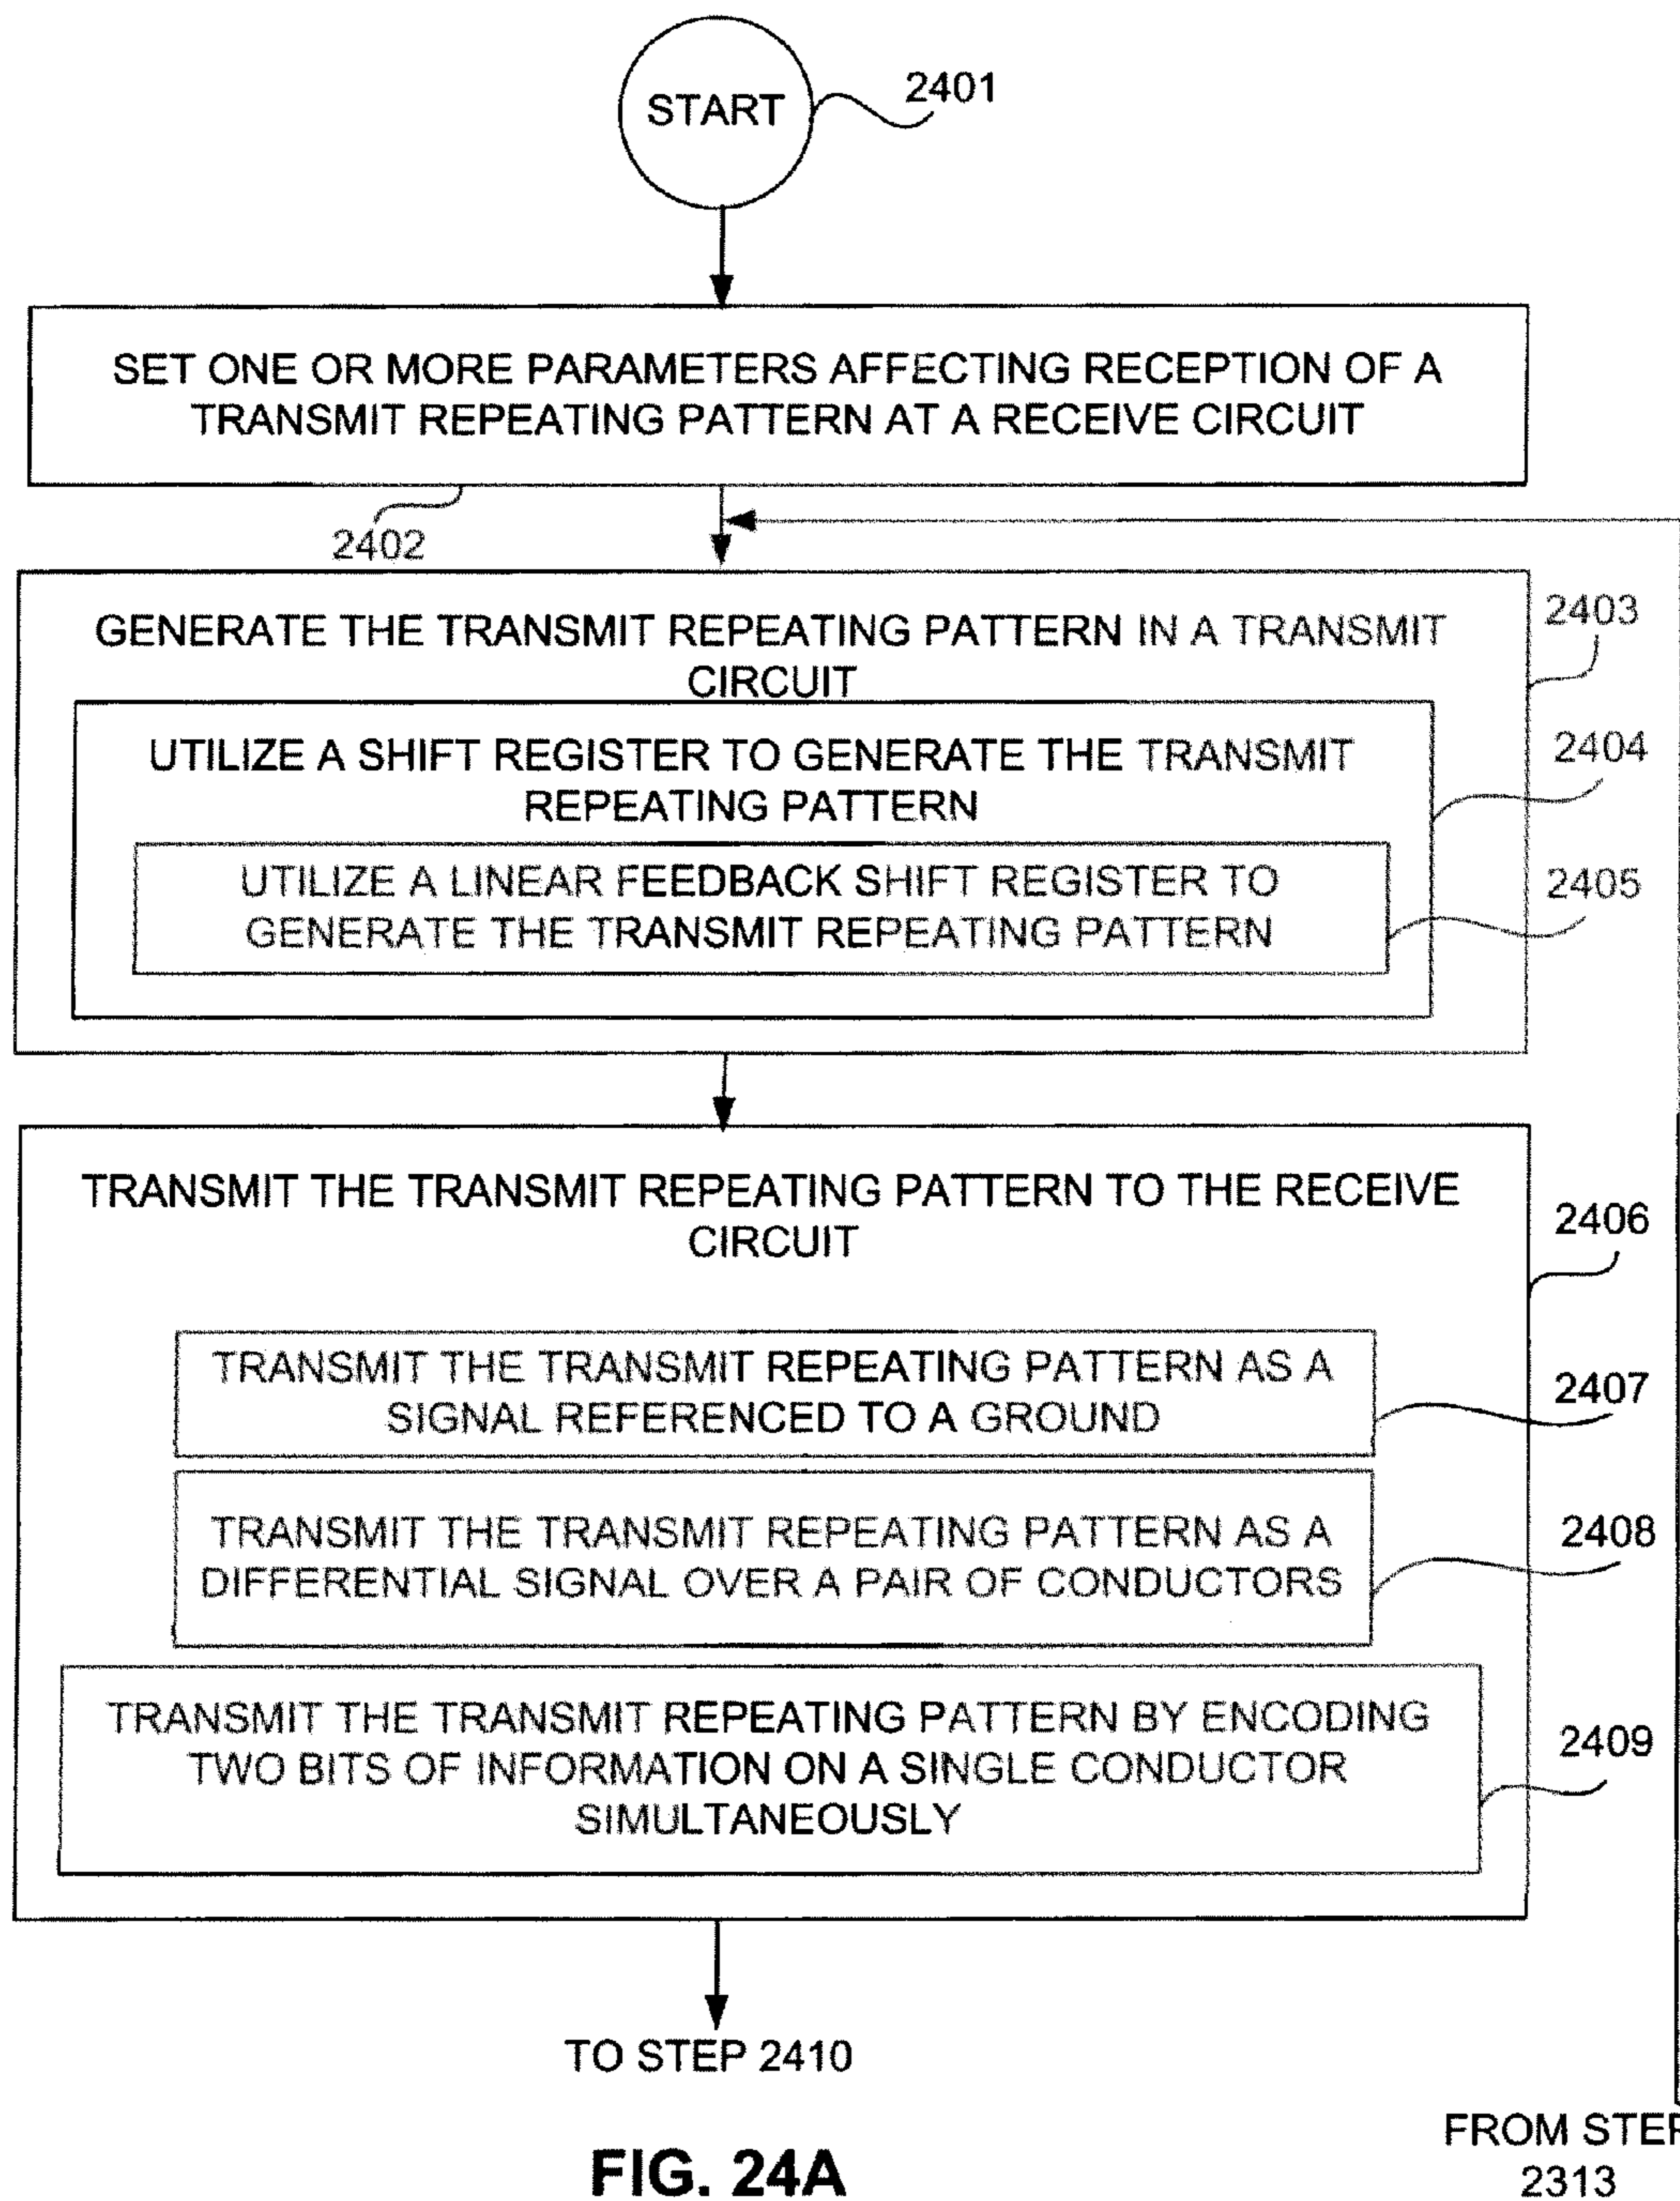 START
2401
SET ONE OR MORE PARAMETERS AFFECTING RECEPTION OF A
TRANSMIT REPEATING PATTERN AT A RECEIVE CIRCUIT
2402
GENERATE THE TRANSMIT REPEATING PATTERN IN A TRANSMIT
CIRCUIT
2403
UTILIZE A SHIFT REGISTER TO GENERATE THE TRANSMIT
REPEATING PATTERN
2404
UTILIZE A LINEAR FEEDBACK SHIFT REGISTER TO
GENERATE THE TRANSMIT REPEATING PATTERN
2405
TRANSMIT THE TRANSMIT REPEATING PATTERN TO THE RECEIVE
CIRCUIT
2406
TRANSMIT THE TRANSMIT REPEATING PATTERN AS A
SIGNAL REFERENCED TO A GROUND
2407
TRANSMIT THE TRANSMIT REPEATING PATTERN AS A
DIFFERENTIAL SIGNAL OVER A PAIR OF CONDUCTORS
2408
TRANSMIT THE TRANSMIT REPEATING PATTERN BY ENCODING
TWO BITS OF INFORMATION ON A SINGLE CONDUCTOR
SIMULTANEOUSLY
2409
TO STEP 2410
FROM STEP
2313
FIG. 24A